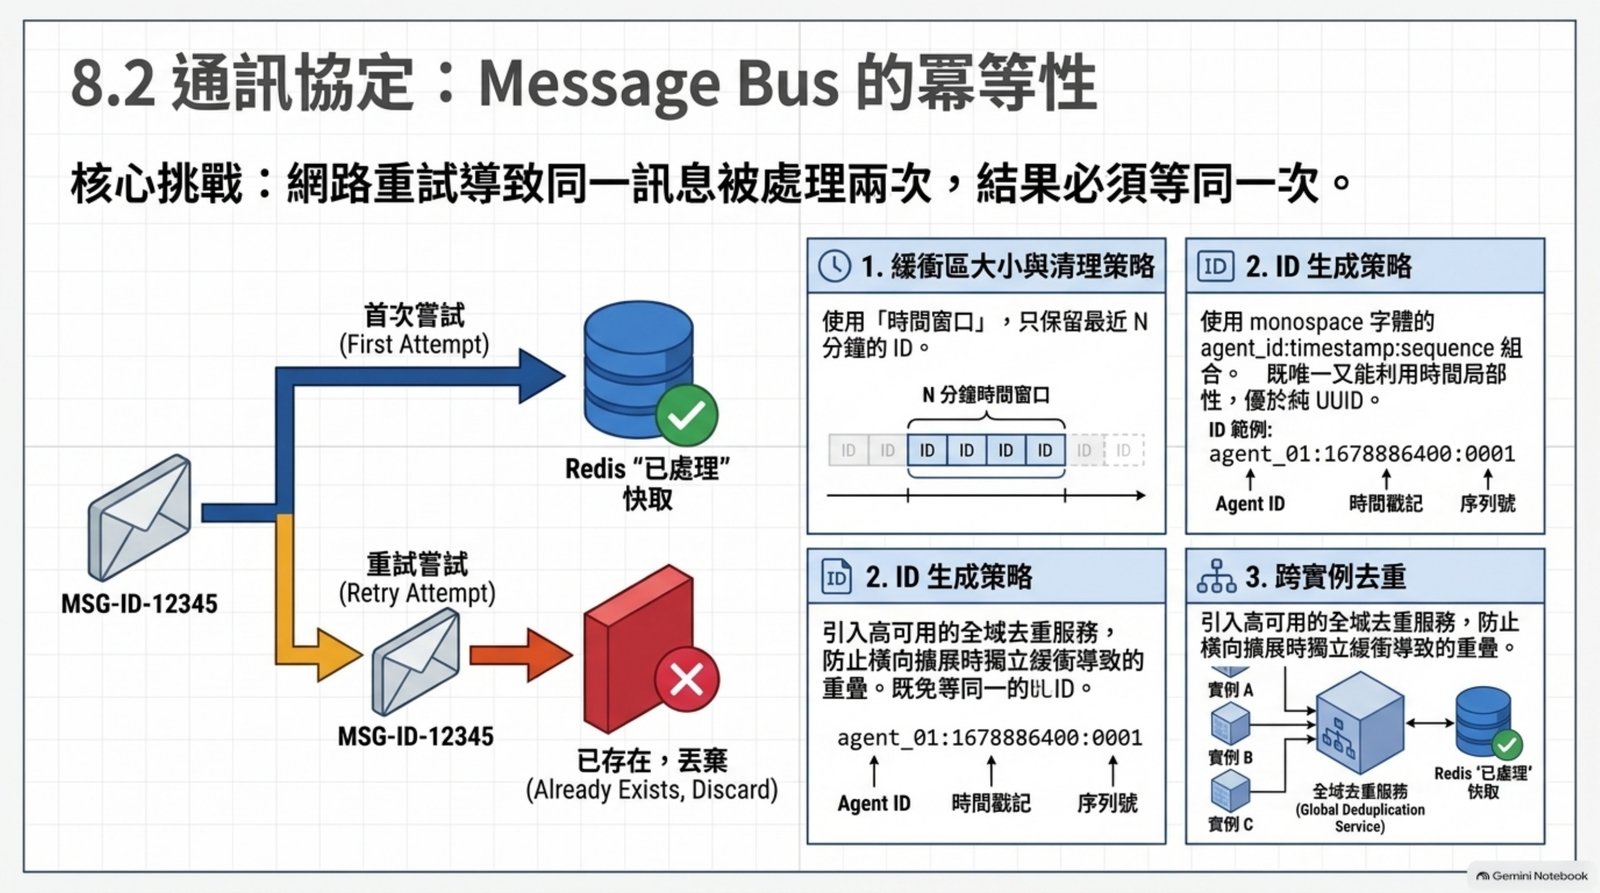 8.2 通訊協定：Message Bus 的冪等性
核心挑戰：網路重試導致同一訊息被處理兩次，結果必須等同一次。
首次嘗試
(First Attempt)
Redis “已處理”
快取
MSG-ID-12345
重試嘗試
(Retry Attempt)
MSG-ID-12345
已存在，丟棄
(Already Exists, Discard)
1. 緩衝區大小與清理策略
使用「時間窗口」，只保留最近 N
分鐘的 ID。
N 分鐘時間窗口
ID ID ID ID ID ID ID ID
2. ID 生成策略
使用 monospace 字體的
agent_id:timestamp:sequence 組
合。 既唯一又能利用時間局部
性，優於純 UUID。
ID 範例:
agent_01:1678886400:0001
Agent ID 時間戳記 序列號
2. ID 生成策略
引入高可用的全域去重服務，
防止橫向擴展時獨立緩衝導致的
重疊。既免等同一的 ID。
agent_01:1678886400:0001
Agent ID 時間戳記 序列號
3. 跨實例去重
引入高可用的全域去重服務，防止
橫向擴展時獨立緩衝導致的重疊。
實例 A
實例 B
實例 C
全域去重服務
(Global Deduplication
Service)
Redis ‘已處理’
快取
Gemini Notebook